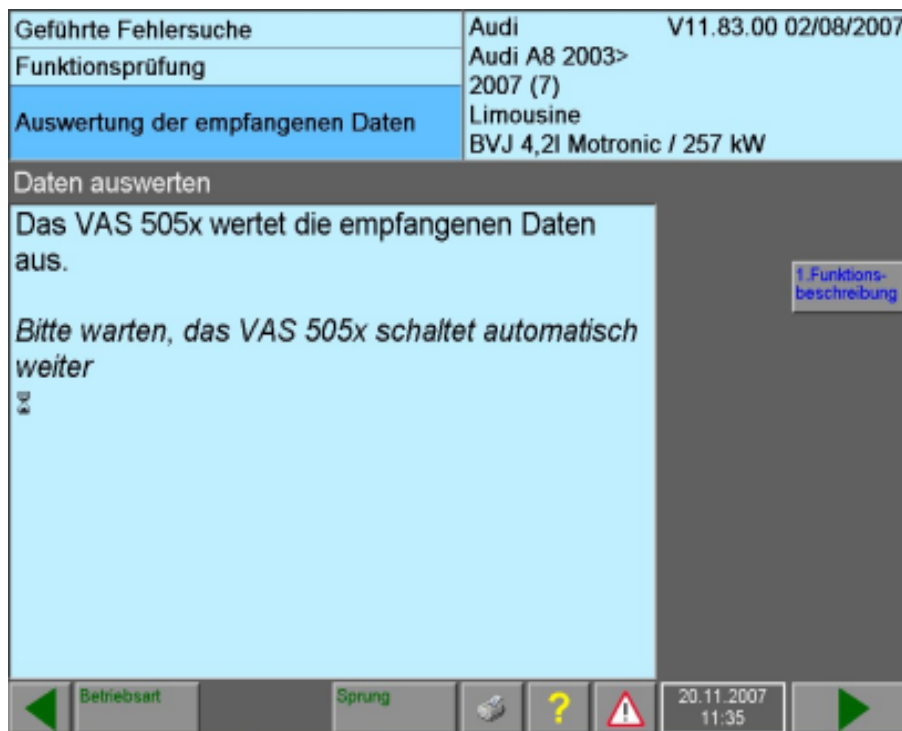 Geführte Fehlersuche
Funktionsprüfung
Auswertung der empfangenen Daten
Audi V11.83.00 02/08/2007
Audi A8 2003>
2007 (7)
Limousine
BVJ 4,2l Motronic / 257 kW
Daten auswerten
Das VAS 505x wertet die empfangenen Daten
aus.
Bitte warten, das VAS 505x schaltet automatisch
weiter
1.Funktions-
beschreibung
Betriebsart
Sprung
?
20.11.2007
11:35